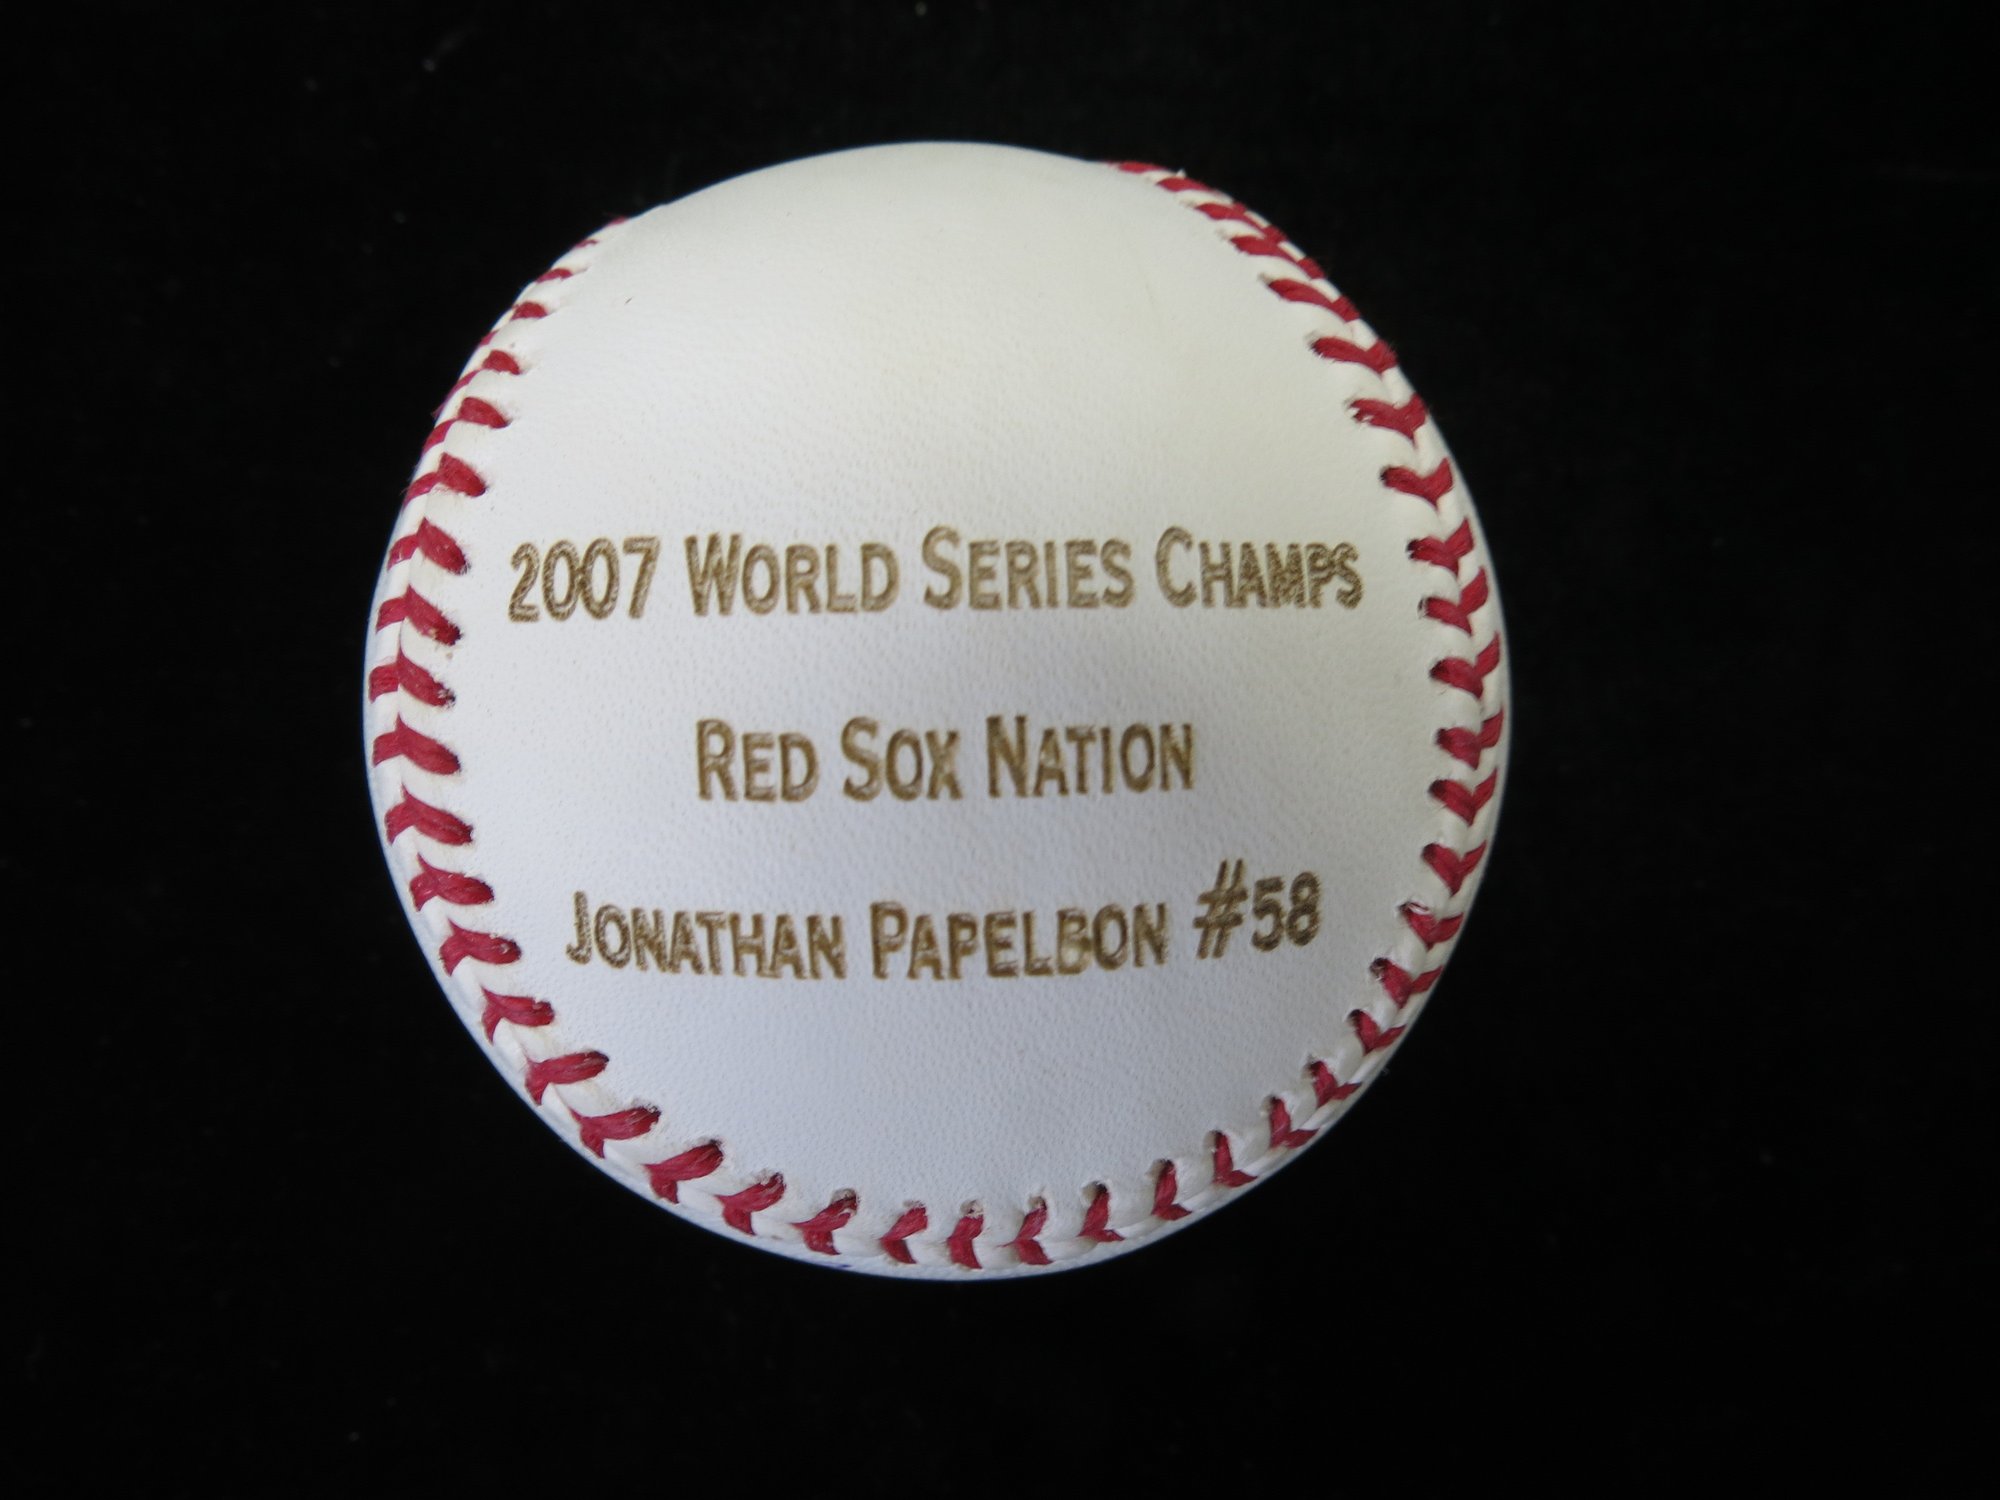 2007 World Series Champs
Red Sox Nation
Jonathan Papelbon #58